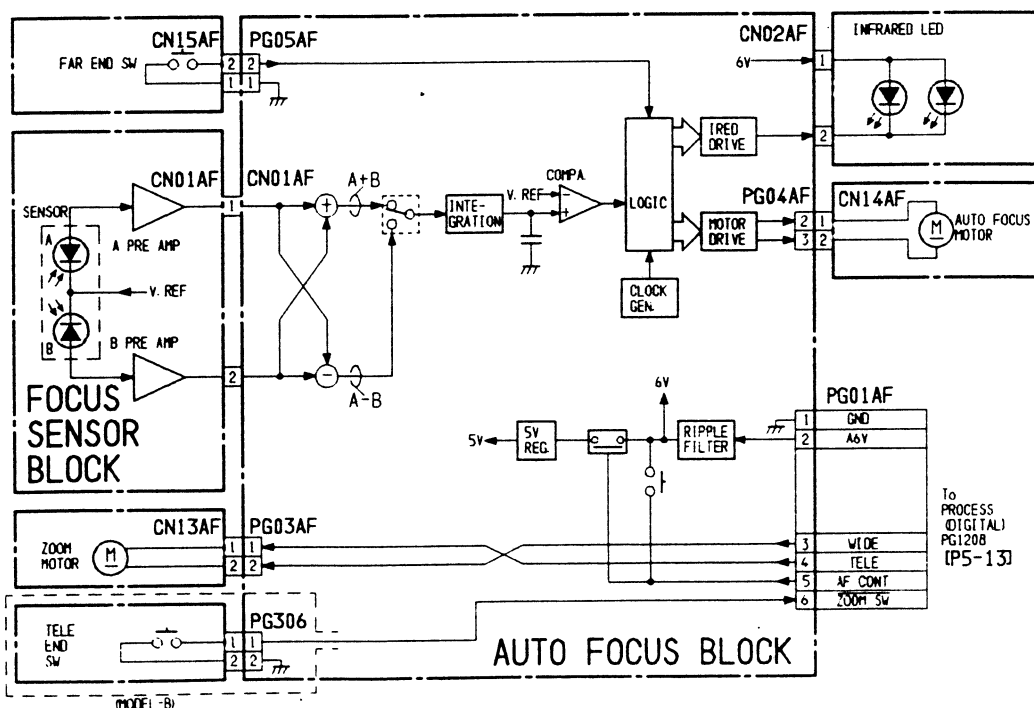 CN15AF
PG05AF
FAR END SW
2
2
1
1
CN02AF
INFRARED LED
6V
1
2
CN01AF
CN01AF
SENSOR
1
A
A PRE AMP
V. REF
B
B PRE AMP
2
FOCUS
SENSOR
BLOCK
A+B
+
−
A−B
INTE-
GRATION
V. REF
COMPA.
−
+
LOGIC
IRED
DRIVE
MOTOR
DRIVE
CLOCK
GEN.
PG04AF
CN14AF
2
1
3
2
M
AUTO FOCUS
MOTOR
6V
5V
5V
REG.
RIPPLE
FILTER
PG01AF
1
GND
2
A6V
3
WIDE
4
TELE
5
AF CONT
6
ZOOM SW
To
PROCESS
(DIGITAL)
PG1208
[P5-13]
CN13AF
PG03AF
ZOOM
MOTOR
M
1
1
2
2
TELE
END
SW
PG306
1
1
2
2
AUTO FOCUS BLOCK
(MODEL-B)